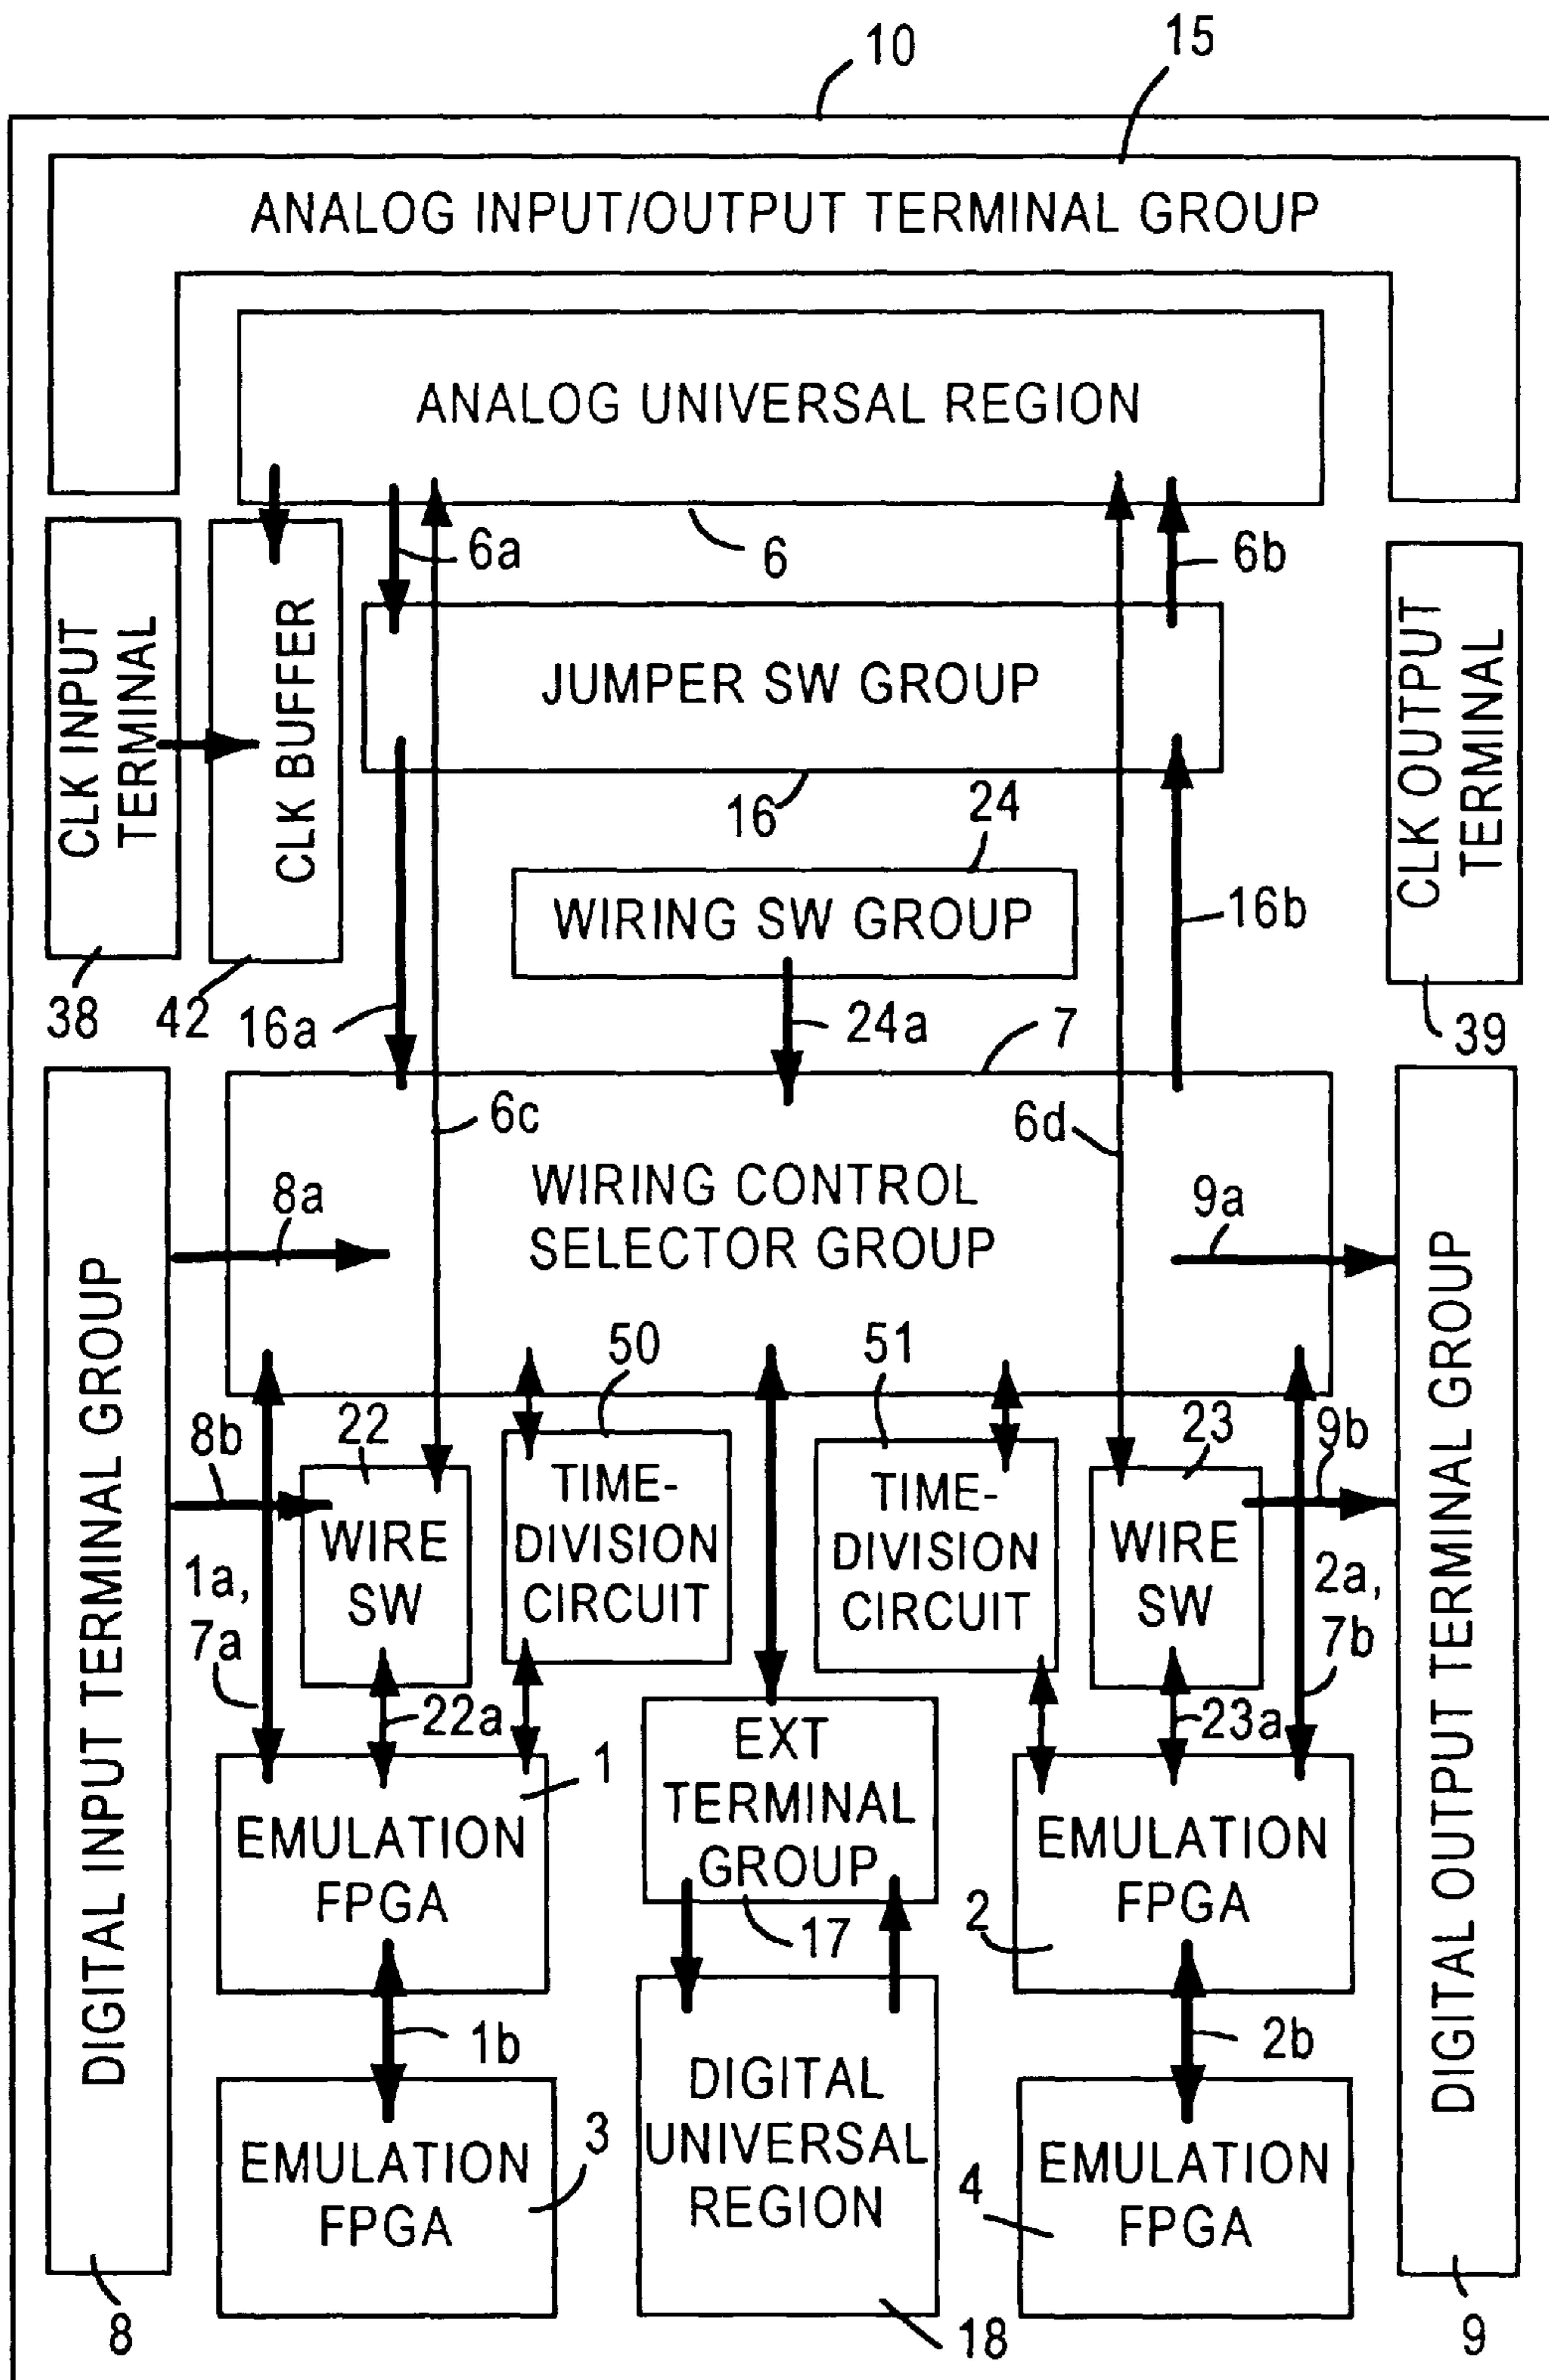 10
15
ANALOG INPUT/OUTPUT TERMINAL GROUP
ANALOG UNIVERSAL REGION
6a
6
6b
CLK INPUT
TERMINAL
CLK BUFFER
JUMPER SW GROUP
CLK OUTPUT
TERMINAL
16
24
WIRING SW GROUP
16b
38
42
16a
24a
7
39
6c
6d
WIRING CONTROL
SELECTOR GROUP
8a
9a
DIGITAL INPUT TERMINAL GROUP
DIGITAL OUTPUT TERMINAL GROUP
50
51
8b
22
23
9b
WIRE
SW
TIME-
DIVISION
CIRCUIT
TIME-
DIVISION
CIRCUIT
WIRE
SW
1a,
7a
2a,
7b
22a
23a
1
EXT
TERMINAL
GROUP
EMULATION
FPGA
EMULATION
FPGA
17
2
1b
2b
DIGITAL
UNIVERSAL
REGION
EMULATION
FPGA
3
4
EMULATION
FPGA
8
18
9